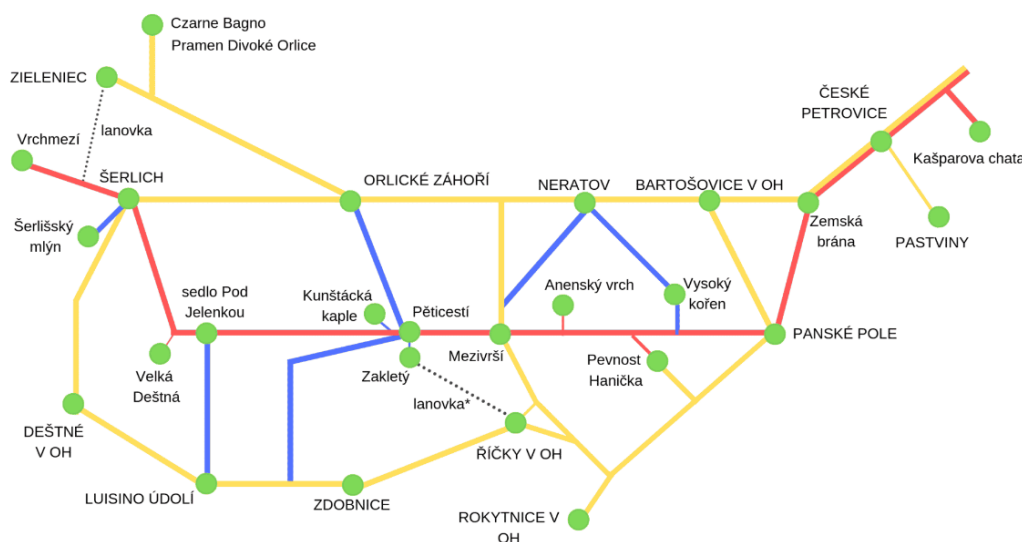 Czarne Bagno
Pramen Divoké Orlice
ZIELENIEC
lanovka
Vrchmezí
ŠERLICH
Šerlišský
mlýn
ORLICKÉ ZÁHOŘÍ
NERATOV
BARTOŠOVICE V OH
ČESKÉ
PETROVICE
Kašparova chata
Zemská
brána
PASTVINY
sedlo Pod
Jelenkou
Kunštácká
kaple
Pěticestí
Anenský vrch
Vysoký
kořen
Velká
Deštná
Zakletý
Mezivrší
Pevnost
Hanička
PANSKÉ POLE
lanovka*
DEŠTNÉ
V OH
ŘÍČKY V OH
LUISINO ÚDOLÍ
ZDOBNICE
ROKYTNICE V
OH